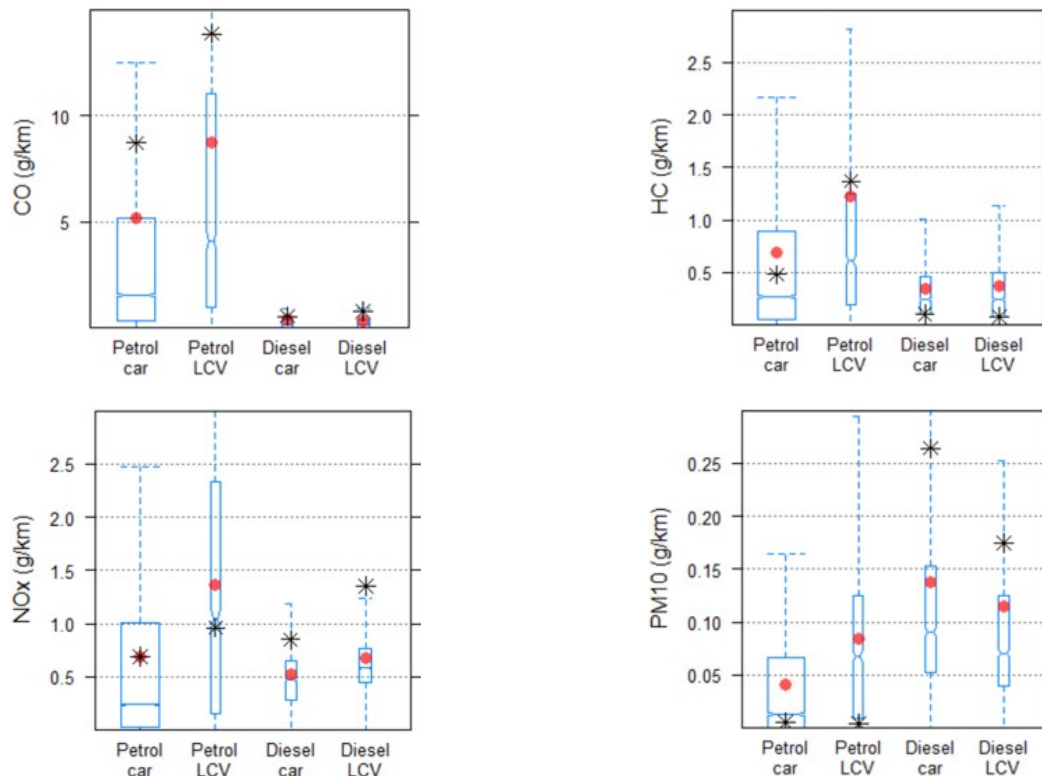 CO (g/km)
10
5
Petrol car
Petrol LCV
Diesel car
Diesel LCV
HC (g/km)
2.5
2.0
1.5
1.0
0.5
Petrol car
Petrol LCV
Diesel car
Diesel LCV
NOx (g/km)
2.5
2.0
1.5
1.0
0.5
Petrol car
Petrol LCV
Diesel car
Diesel LCV
PM10 (g/km)
0.25
0.20
0.15
0.10
0.05
Petrol car
Petrol LCV
Diesel car
Diesel LCV